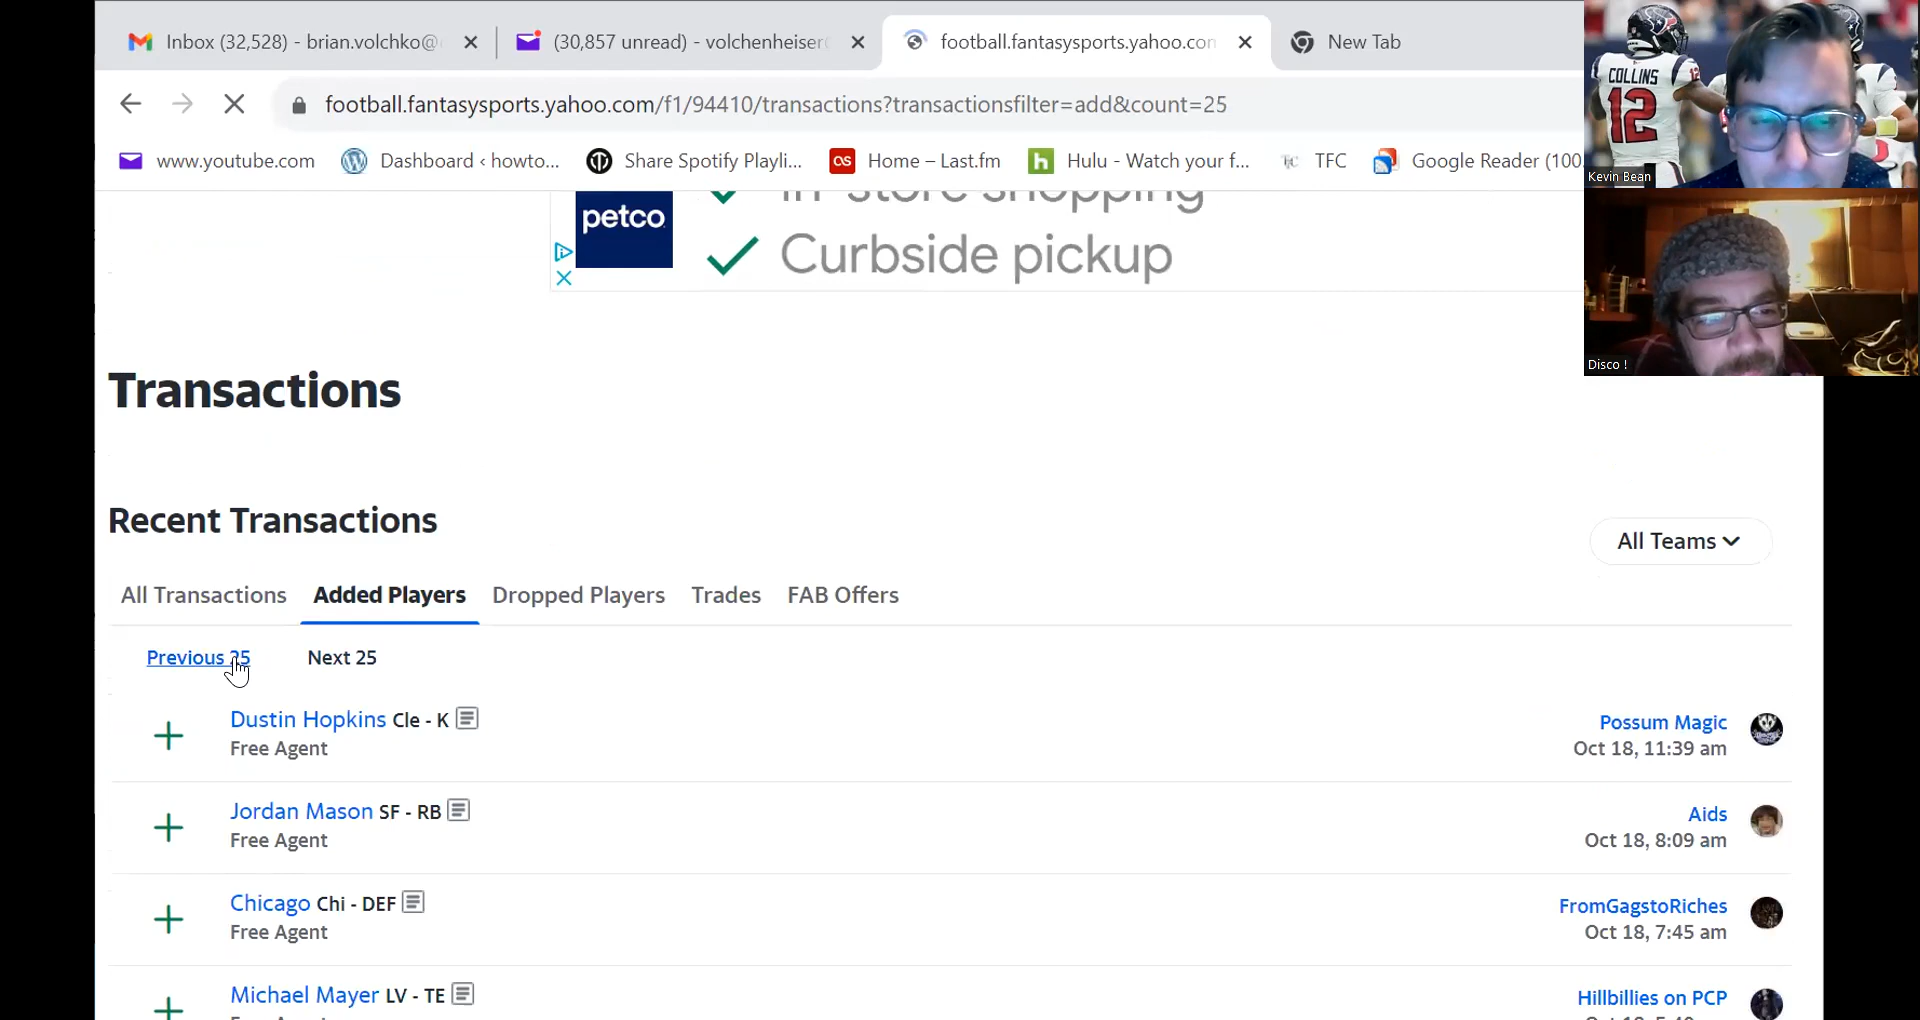 Inbox (32,528) - brian.volchko@
(30,857 unread) - volchenheiser
football.fantasysports.yahoo.con
New Tab
football.fantasysports.yahoo.com/f1/94410/transactions?transactionsfilter=add&count=25
www.youtube.com
Dashboard ‹ howto...
Share Spotify Playli...
Home – Last.fm
Hulu - Watch your f...
TFC
Google Reader (100
COLLINS
12
Kevin Bean
Disco !
petco
in-store shopping
Curbside pickup
Transactions
Recent Transactions
All Teams
All Transactions
Added Players
Dropped Players
Trades
FAB Offers
Previous 25
Next 25
Dustin Hopkins Cle - K
Free Agent
Possum Magic
Oct 18, 11:39 am
Jordan Mason SF - RB
Free Agent
Aids
Oct 18, 8:09 am
Chicago Chi - DEF
Free Agent
FromGagstoRiches
Oct 18, 7:45 am
Michael Mayer LV - TE
Hillbillies on PCP